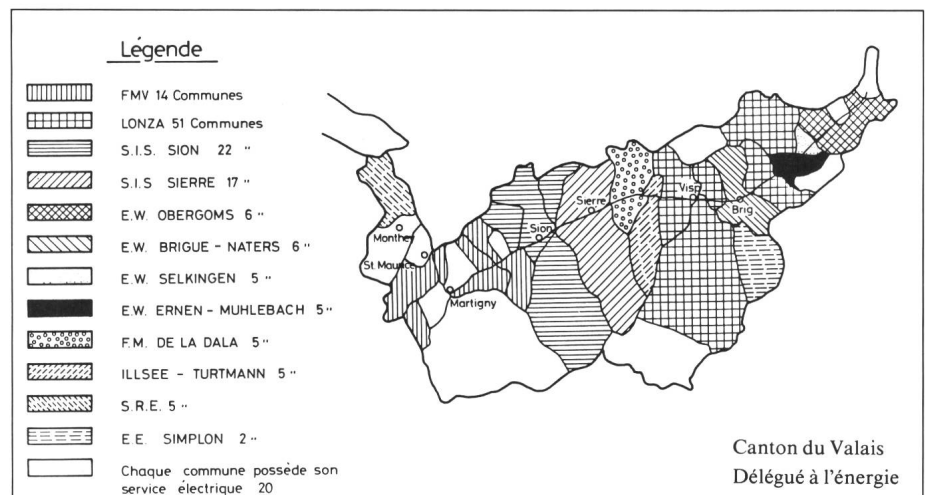 Légende
FMV 14 Communes
LONZA 51 Communes
S.I.S. SION 22 "
S.I.S SIERRE 17 "
E.W. OBERGOMS 6 "
E.W. BRIGUE - NATERS 6 "
E.W. SELKINGEN 5 "
E.W. ERNEN - MUHLEBACH 5 "
F.M. DE LA DALA 5 "
ILLSEE - TURTMANN 5 "
S.R.E. 5 "
E.E. SIMPLON 2 "
Chaque commune possède son
service électrique 20
Monthey
St. Maurice
Martigny
Sion
Sierre
Visp
Brig
Canton du Valais
Délégué à l'énergie